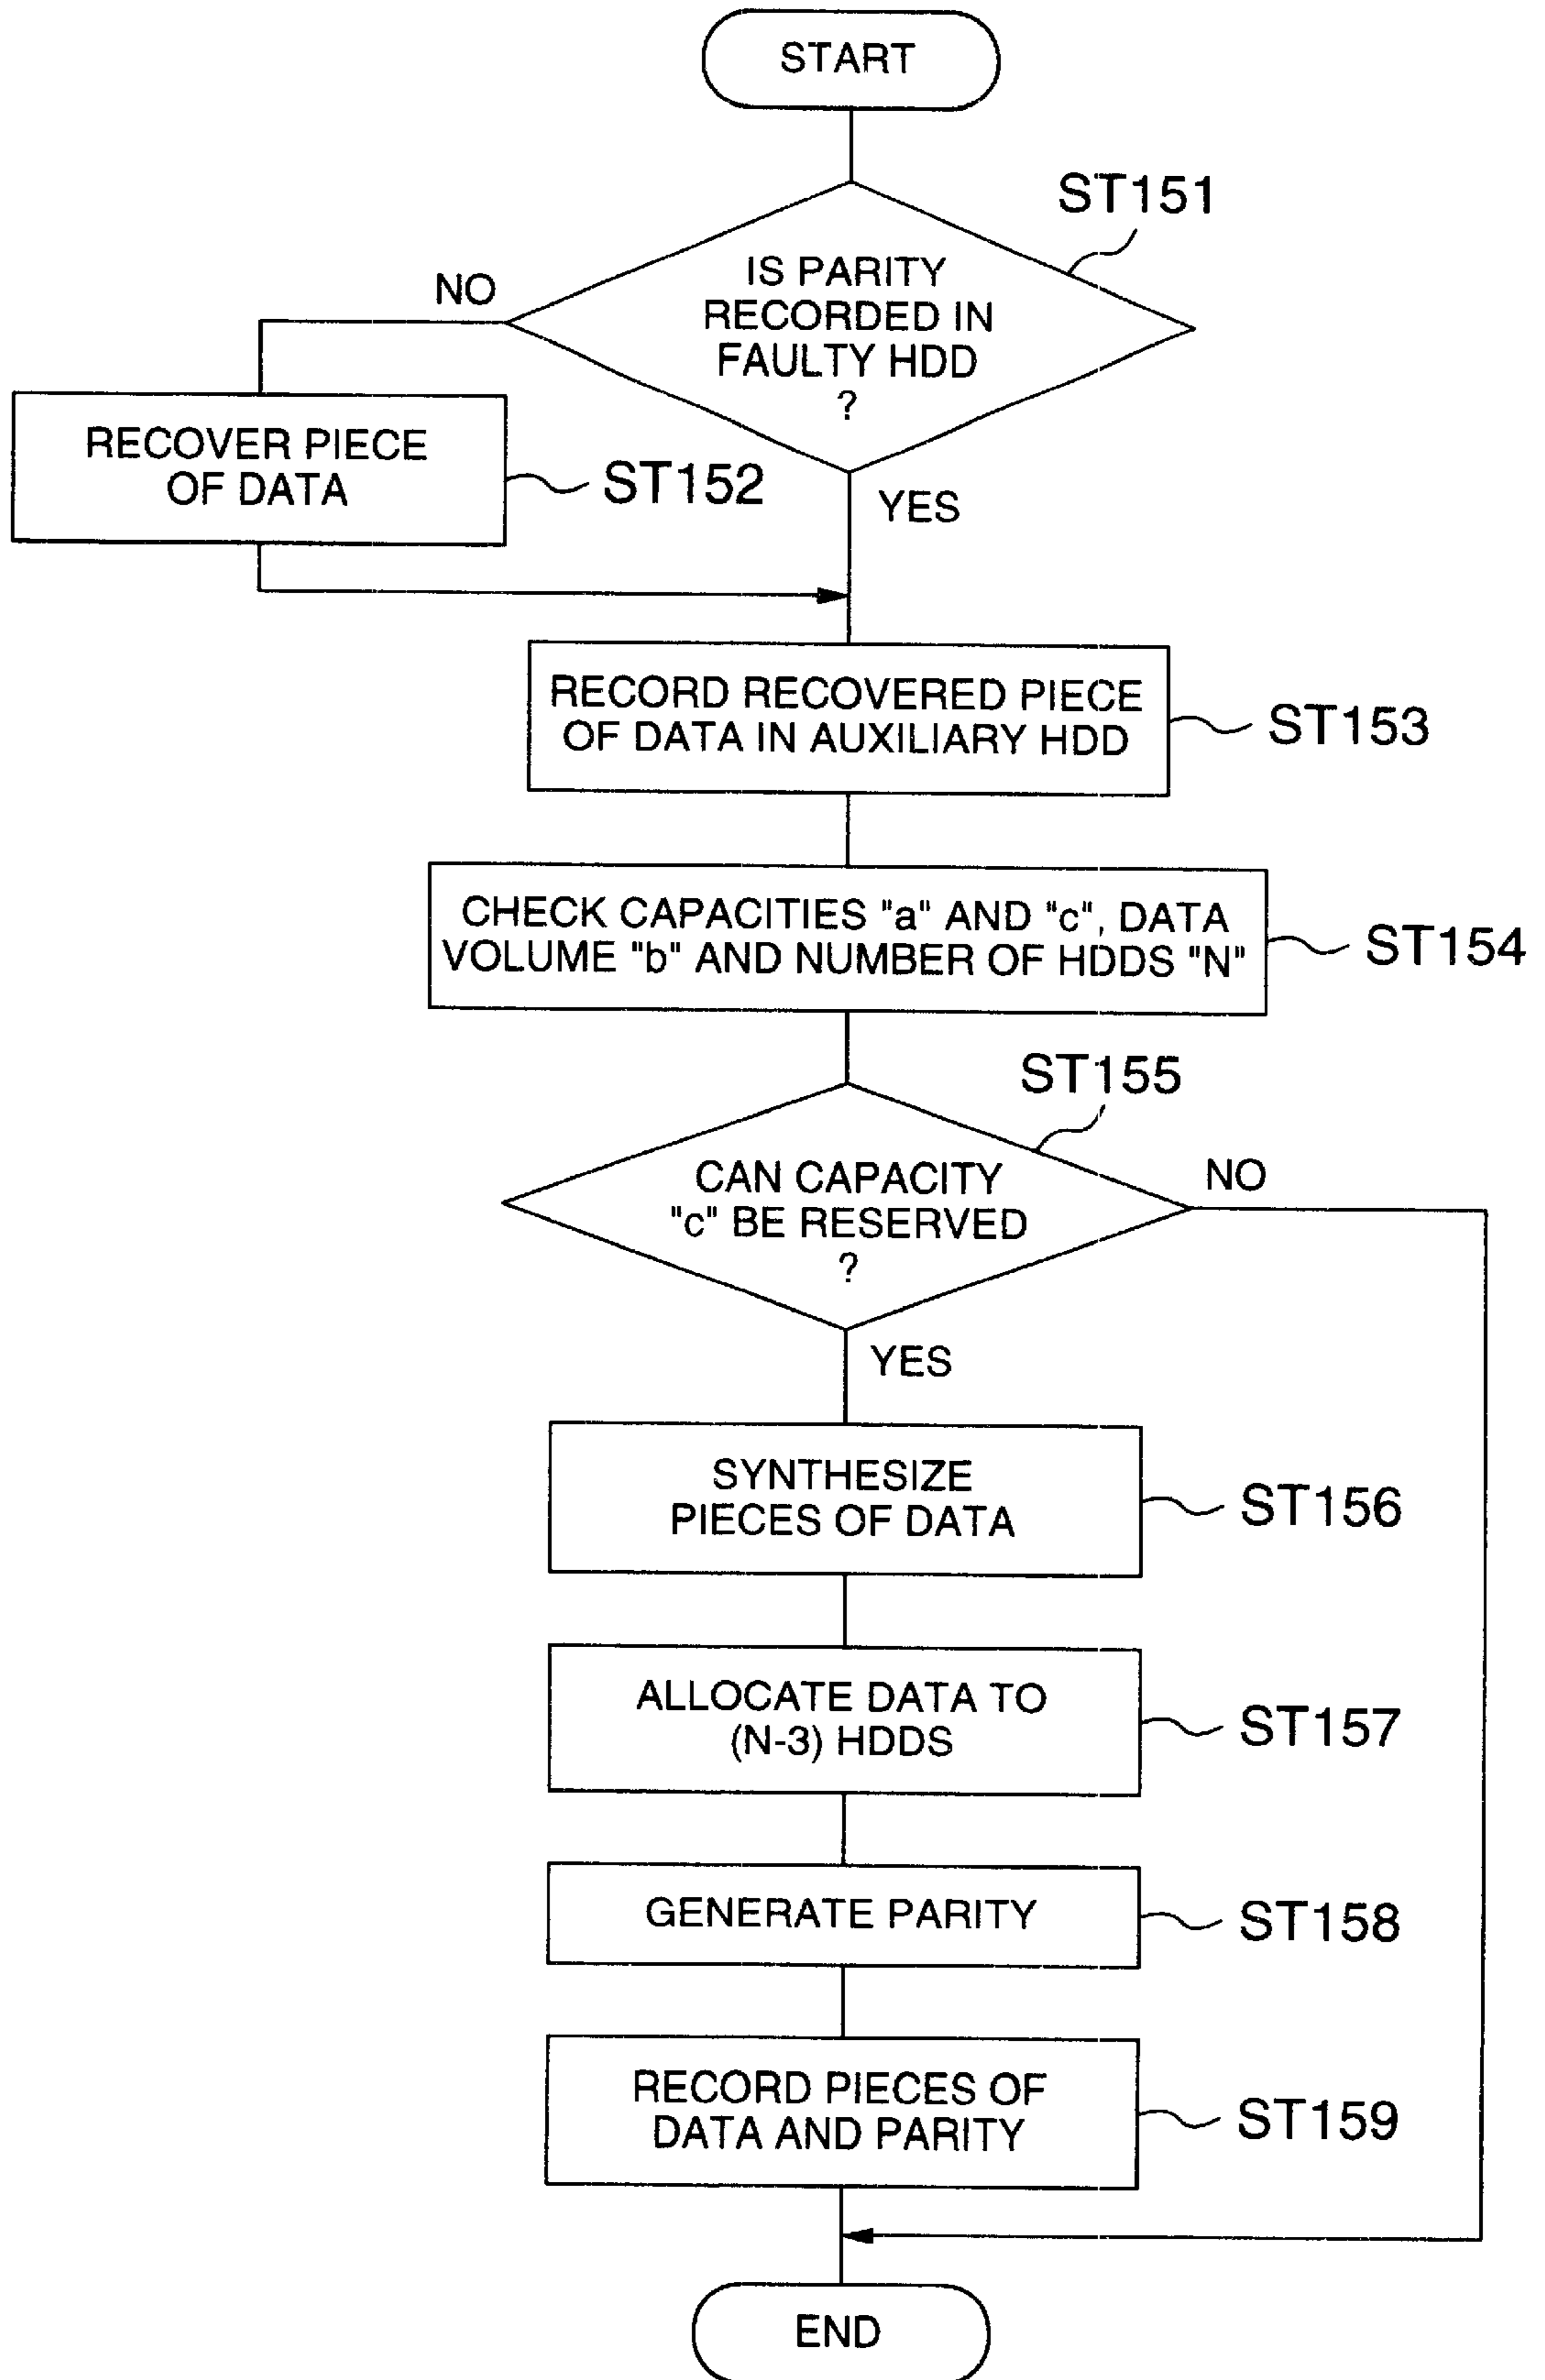 START
ST151
IS PARITY
RECORDED IN
FAULTY HDD
?
NO
YES
RECOVER PIECE
OF DATA
ST152
RECORD RECOVERED PIECE
OF DATA IN AUXILIARY HDD
ST153
CHECK CAPACITIES "a" AND "c", DATA
VOLUME "b" AND NUMBER OF HDDS "N"
ST154
ST155
CAN CAPACITY
"c" BE RESERVED
?
NO
YES
SYNTHESIZE
PIECES OF DATA
ST156
ALLOCATE DATA TO
(N-3) HDDS
ST157
GENERATE PARITY
ST158
RECORD PIECES OF
DATA AND PARITY
ST159
END